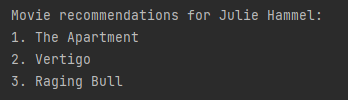 Movie recommendations for Julie Hammel:
1. The Apartment
2. Vertigo
3. Raging Bull